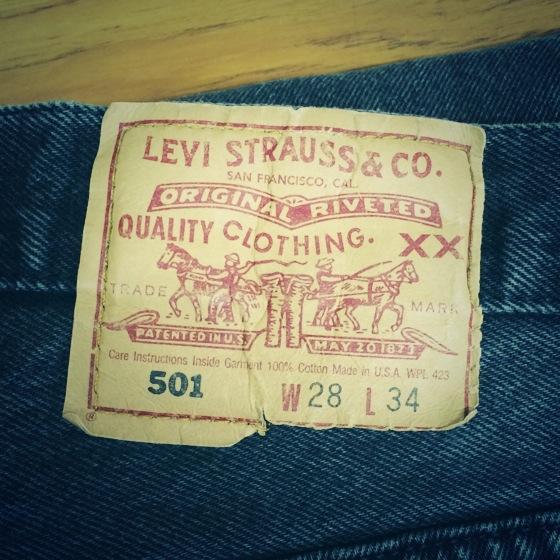 LEVI STRAUSS & CO.
SAN FRANCISCO, CAL.
ORIGINAL RIVETED
QUALITY CLOTHING. XX
TRADE MARK
PATENTED IN U.S. MAY 20 1873
Care Instructions Inside Garment 100% Cotton Made in U.S.A. WPL 423
501 W 28 L 34
®